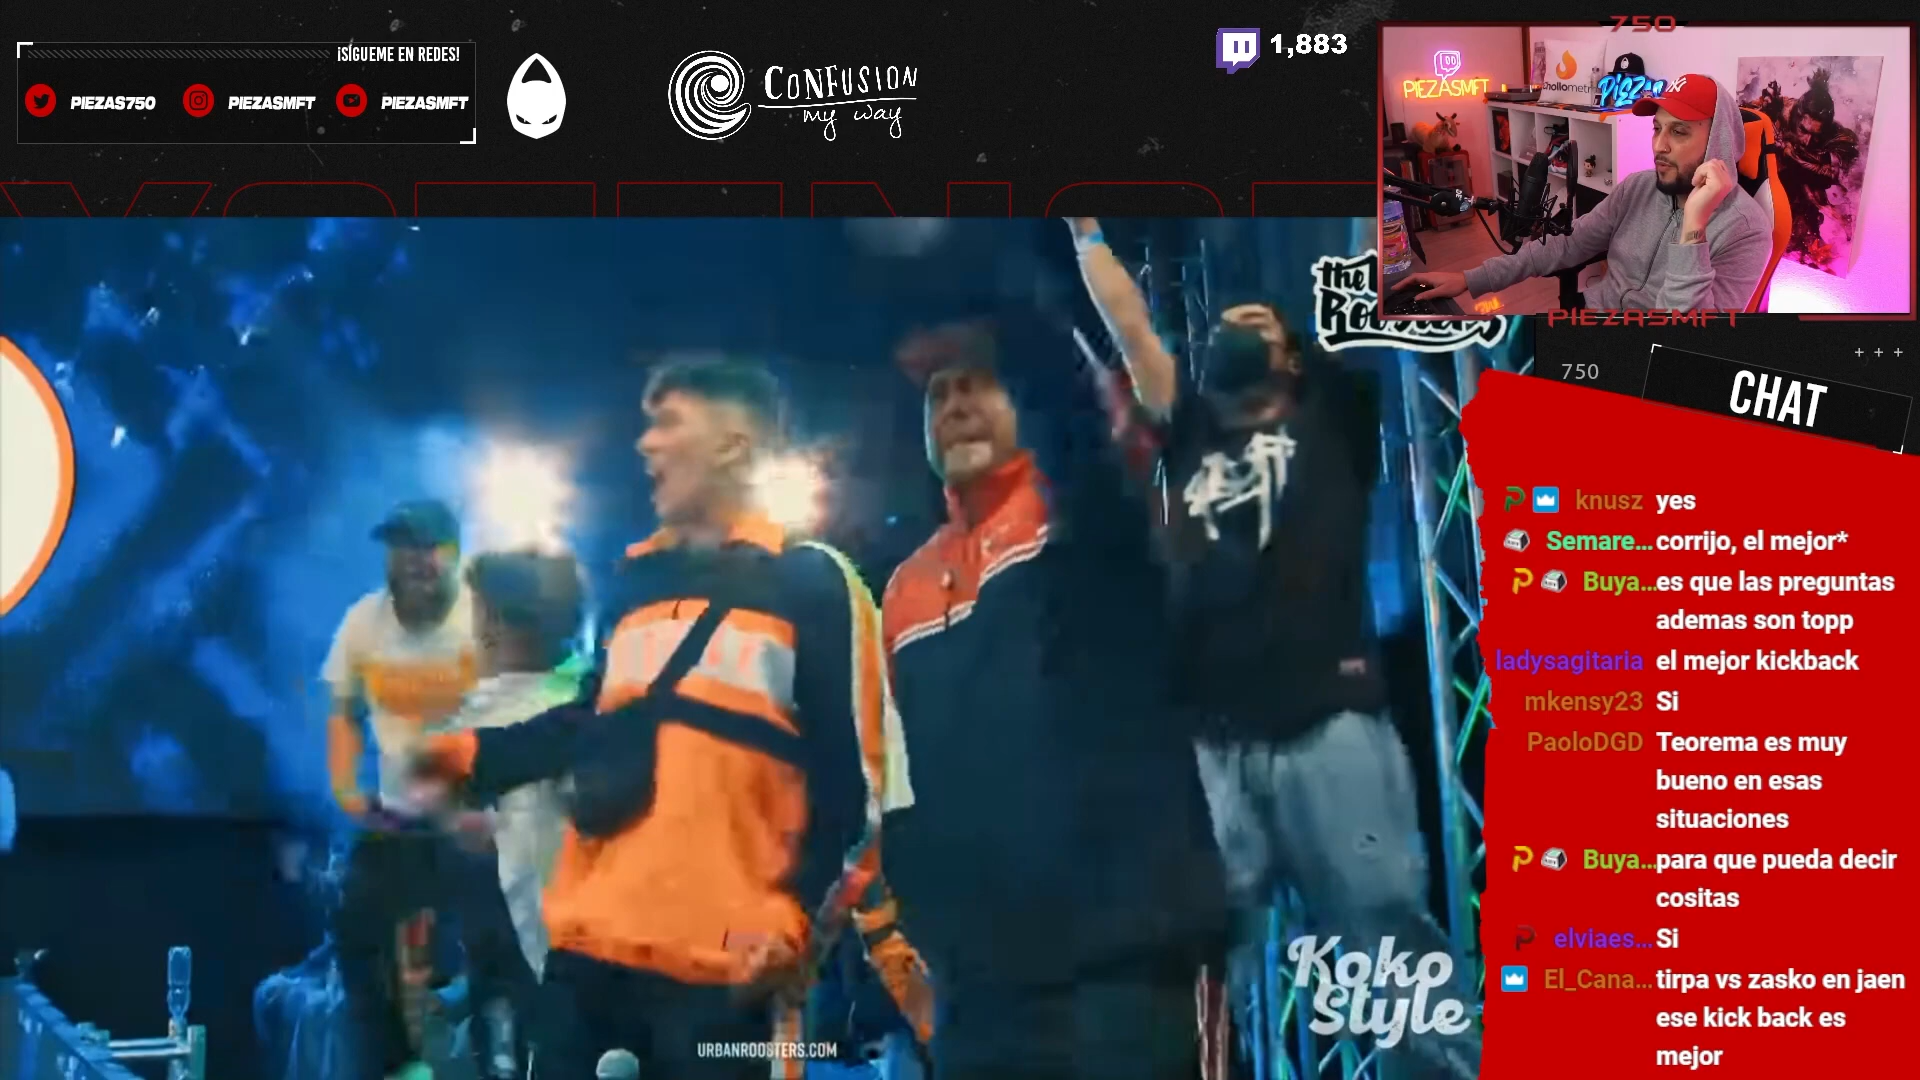 ¡SÍGUEME EN REDES!
PIEZAS750
PIEZASMFT
PIEZASMFT
CONFUSION
my way
1,883
750
PIEZASMFT
PIEZASMFT
750
CHAT
the
knusz yes
Semare... corrijo, el mejor*
Buya... es que las preguntas
ademas son topp
ladysagitaria el mejor kickback
mkensy23 Si
PaoloDGD Teorema es muy
bueno en esas
situaciones
Buya... para que pueda decir
cositas
elviaes... Si
El_Cana... tirpa vs zasko en jaen
ese kick back es
mejor
Koko
Style
URBANROOSTERS.COM